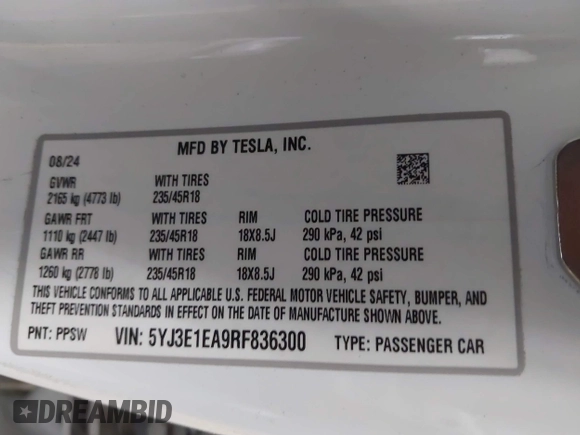 MFD BY TESLA, INC.
08/24
GVWR WITH TIRES
2165 kg (4773 lb) 235/45R18
GAWR FRT WITH TIRES RIM COLD TIRE PRESSURE
1110 kg (2447 lb) 235/45R18 18X8.5J 290 kPa, 42 psi
GAWR RR WITH TIRES RIM COLD TIRE PRESSURE
1260 kg (2778 lb) 235/45R18 18X8.5J 290 kPa, 42 psi
THIS VEHICLE CONFORMS TO ALL APPLICABLE U.S. FEDERAL MOTOR VEHICLE SAFETY, BUMPER, AND
THEFT PREVENTION STANDARDS IN EFFECT ON THE DATE OF MANUFACTURE SHOWN ABOVE.
PNT: PPSW VIN: 5YJ3E1EA9RF836300 TYPE: PASSENGER CAR
DREAMBID